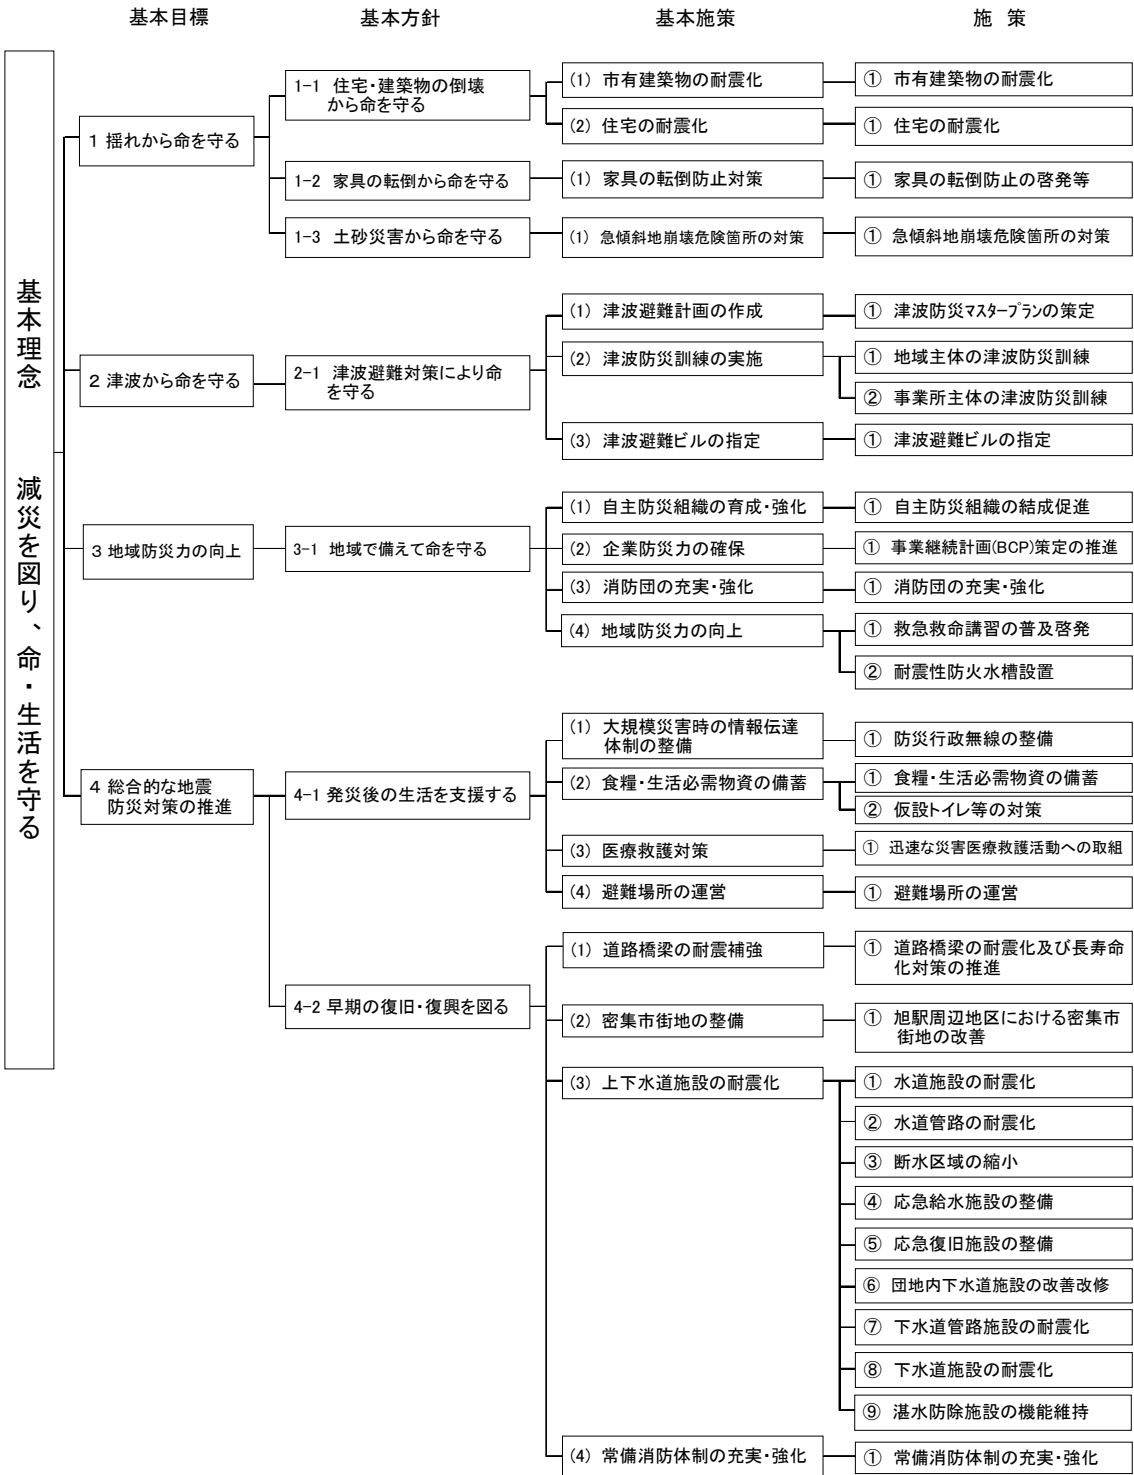 基本目標
基本方針
基本施策
施 策
基本理念 減災を図り、命・生活を守る
1 揺れから命を守る
1-1 住宅・建築物の倒壊
から命を守る
(1) 市有建築物の耐震化
① 市有建築物の耐震化
(2) 住宅の耐震化
① 住宅の耐震化
1-2 家具の転倒から命を守る
(1) 家具の転倒防止対策
① 家具の転倒防止の啓発等
1-3 土砂災害から命を守る
(1) 急傾斜地崩壊危険箇所の対策
① 急傾斜地崩壊危険箇所の対策
2 津波から命を守る
2-1 津波避難対策により命
を守る
(1) 津波避難計画の作成
① 津波防災マスタープランの策定
(2) 津波防災訓練の実施
① 地域主体の津波防災訓練
② 事業所主体の津波防災訓練
(3) 津波避難ビルの指定
① 津波避難ビルの指定
3 地域防災力の向上
3-1 地域で備えて命を守る
(1) 自主防災組織の育成・強化
① 自主防災組織の結成促進
(2) 企業防災力の確保
① 事業継続計画(BCP)策定の推進
(3) 消防団の充実・強化
① 消防団の充実・強化
(4) 地域防災力の向上
① 救急救命講習の普及啓発
② 耐震性防火水槽設置
4 総合的な地震
防災対策の推進
4-1 発災後の生活を支援する
(1) 大規模災害時の情報伝達
体制の整備
① 防災行政無線の整備
(2) 食糧・生活必需物資の備蓄
① 食糧・生活必需物資の備蓄
② 仮設トイレ等の対策
(3) 医療救護対策
① 迅速な災害医療救護活動への取組
(4) 避難場所の運営
① 避難場所の運営
4-2 早期の復旧・復興を図る
(1) 道路橋梁の耐震補強
① 道路橋梁の耐震化及び長寿命
化対策の推進
(2) 密集市街地の整備
① 旭駅周辺地区における密集市
街地の改善
(3) 上下水道施設の耐震化
① 水道施設の耐震化
② 水道管路の耐震化
③ 断水区域の縮小
④ 応急給水施設の整備
⑤ 応急復旧施設の整備
⑥ 団地内下水道施設の改善改修
⑦ 下水道管路施設の耐震化
⑧ 下水道施設の耐震化
⑨ 湛水防除施設の機能維持
(4) 常備消防体制の充実・強化
① 常備消防体制の充実・強化